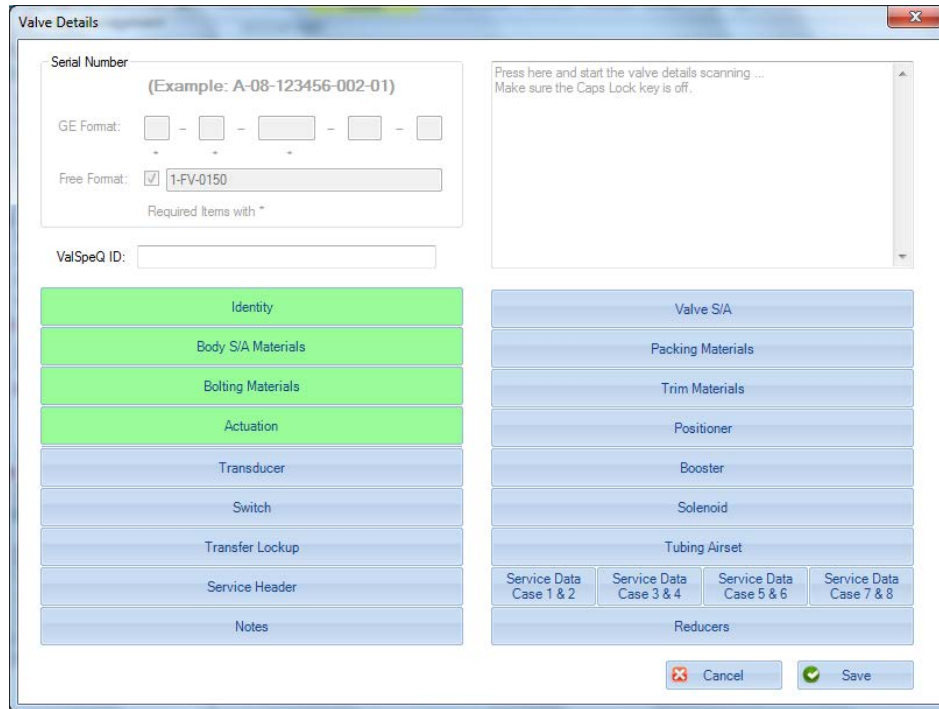 Valve Details
Serial Number
(Example: A-08-123456-002-01)
GE Format:
- - - -
* * *
Free Format:
1-FV-0150
Required Items with *
ValSpeQ ID:
Press here and start the valve details scanning ...
Make sure the Caps Lock key is off.
Identity
Body S/A Materials
Bolting Materials
Actuation
Transducer
Switch
Transfer Lockup
Service Header
Notes
Valve S/A
Packing Materials
Trim Materials
Positioner
Booster
Solenoid
Tubing Airset
Service Data
Case 1 & 2
Service Data
Case 3 & 4
Service Data
Case 5 & 6
Service Data
Case 7 & 8
Reducers
Cancel
Save